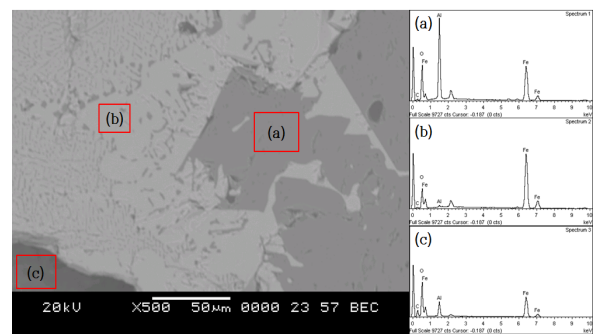 (a)
(b)
(c)
20kU X500 50μm 0000 23 57 BEC
(a)
Spectrum 1
Al
O
Fe
C
Fe
Fe
0 1 2 3 4 5 6 7 8 9 10
Full Scale 9727 cts Cursor: -0.187 (0 cts) keV
(b)
Spectrum 2
Fe
O
Fe
C
Al
Fe
0 1 2 3 4 5 6 7 8 9 10
Full Scale 9727 cts Cursor: -0.187 (0 cts) keV
(c)
Spectrum 3
O
Fe
C
Al
Fe
Fe
0 1 2 3 4 5 6 7 8 9 10
Full Scale 9727 cts Cursor: -0.187 (0 cts) keV